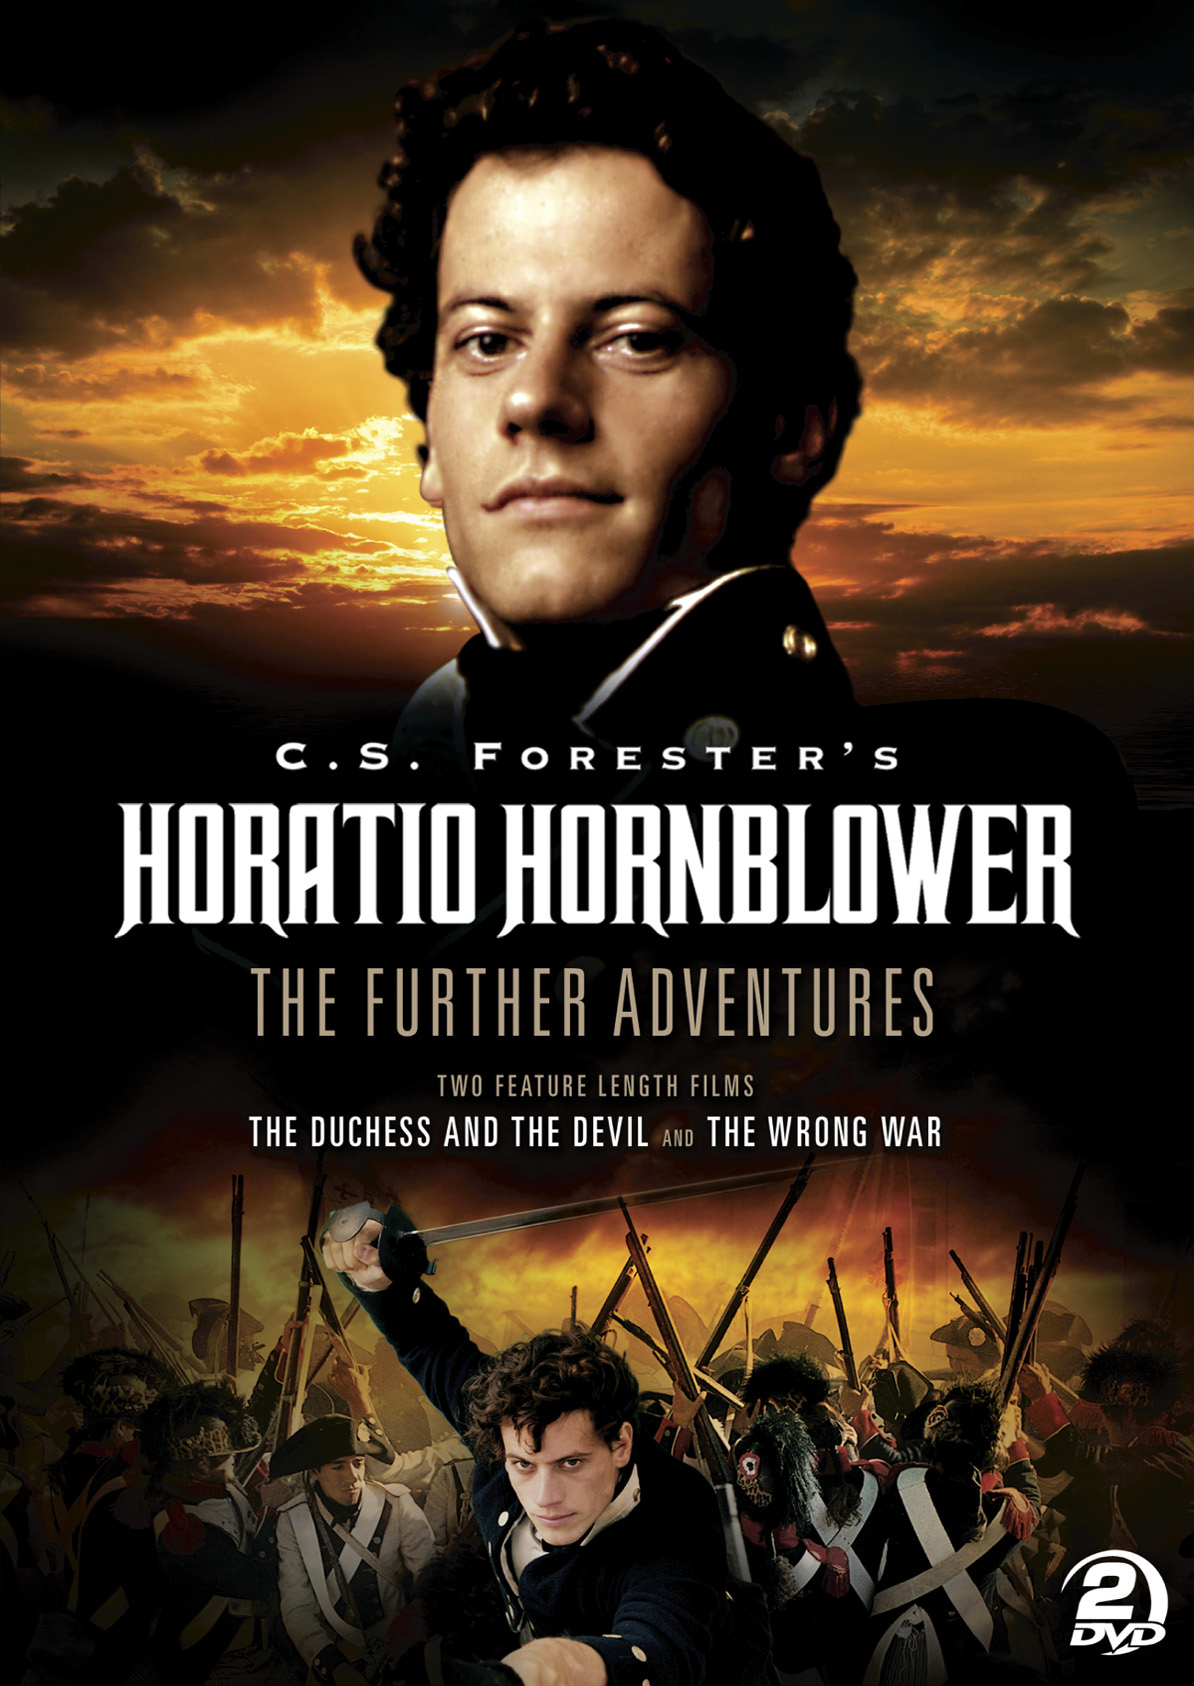 C.S. FORESTER'S
HORATIO HORNBLOWER
THE FURTHER ADVENTURES
TWO FEATURE LENGTH FILMS
THE DUCHESS AND THE DEVIL AND THE WRONG WAR
2
DVD